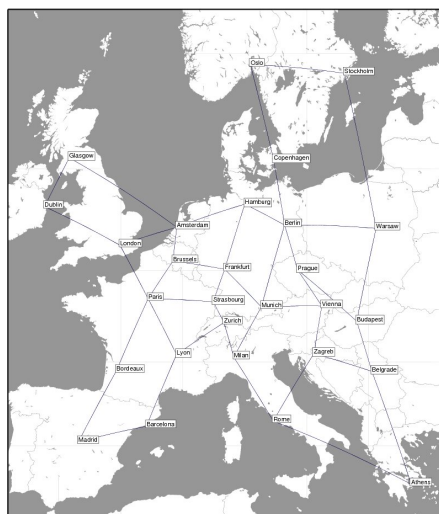 Oslo
Stockholm
Glasgow
Copenhagen
Dublin
Hamburg
Amsterdam
Berlin
Warsaw
London
Brussels
Frankfurt
Prague
Paris
Strasbourg
Munich
Vienna
Zurich
Budapest
Lyon
Milan
Zagreb
Bordeaux
Belgrade
Rome
Barcelona
Madrid
Athens